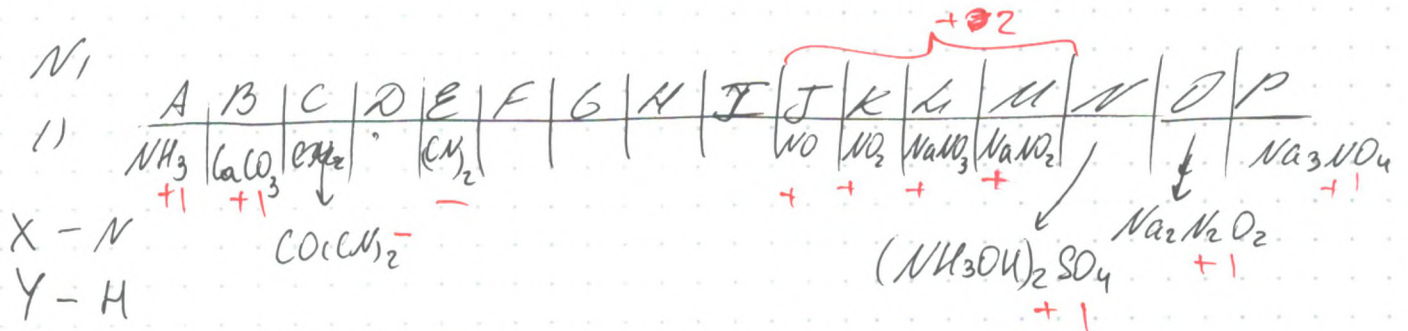 +2
N1
A | B | C | D | E | F | G | H | I | J | K | L | M | N | O | P
1) NH3 | CaCO3 | (CN)2 | NO | NO2 | NaNO3 | NaNO2 | Na3NO4
+1 +1 − + + + + +1
X - N CO(CN)2 − Na2N2O2
(NH3OH)2SO4 +1
Y - H +1